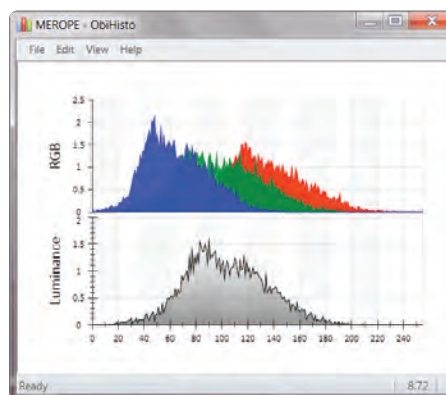 MEROPE - ObiHisto
File Edit View Help
RGB
2.5
2
1.5
1
0.5
0
Luminance
2
1.5
1
0.5
0
0 20 40 60 80 100 120 140 160 180 200 220 240
Ready 8.72